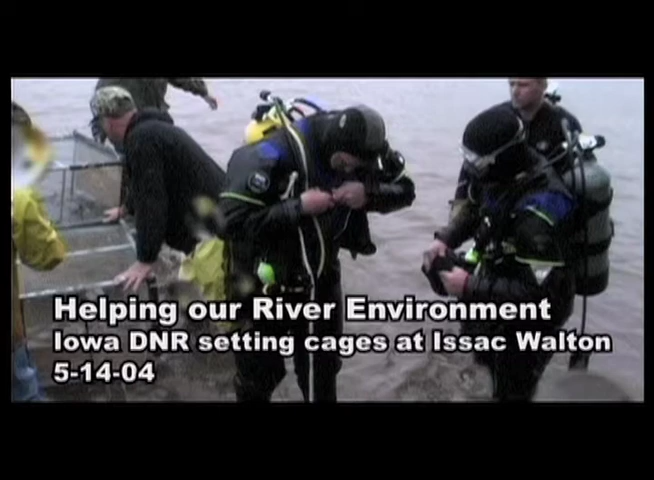 Helping our River Environment
Iowa DNR setting cages at Issac Walton
5-14-04